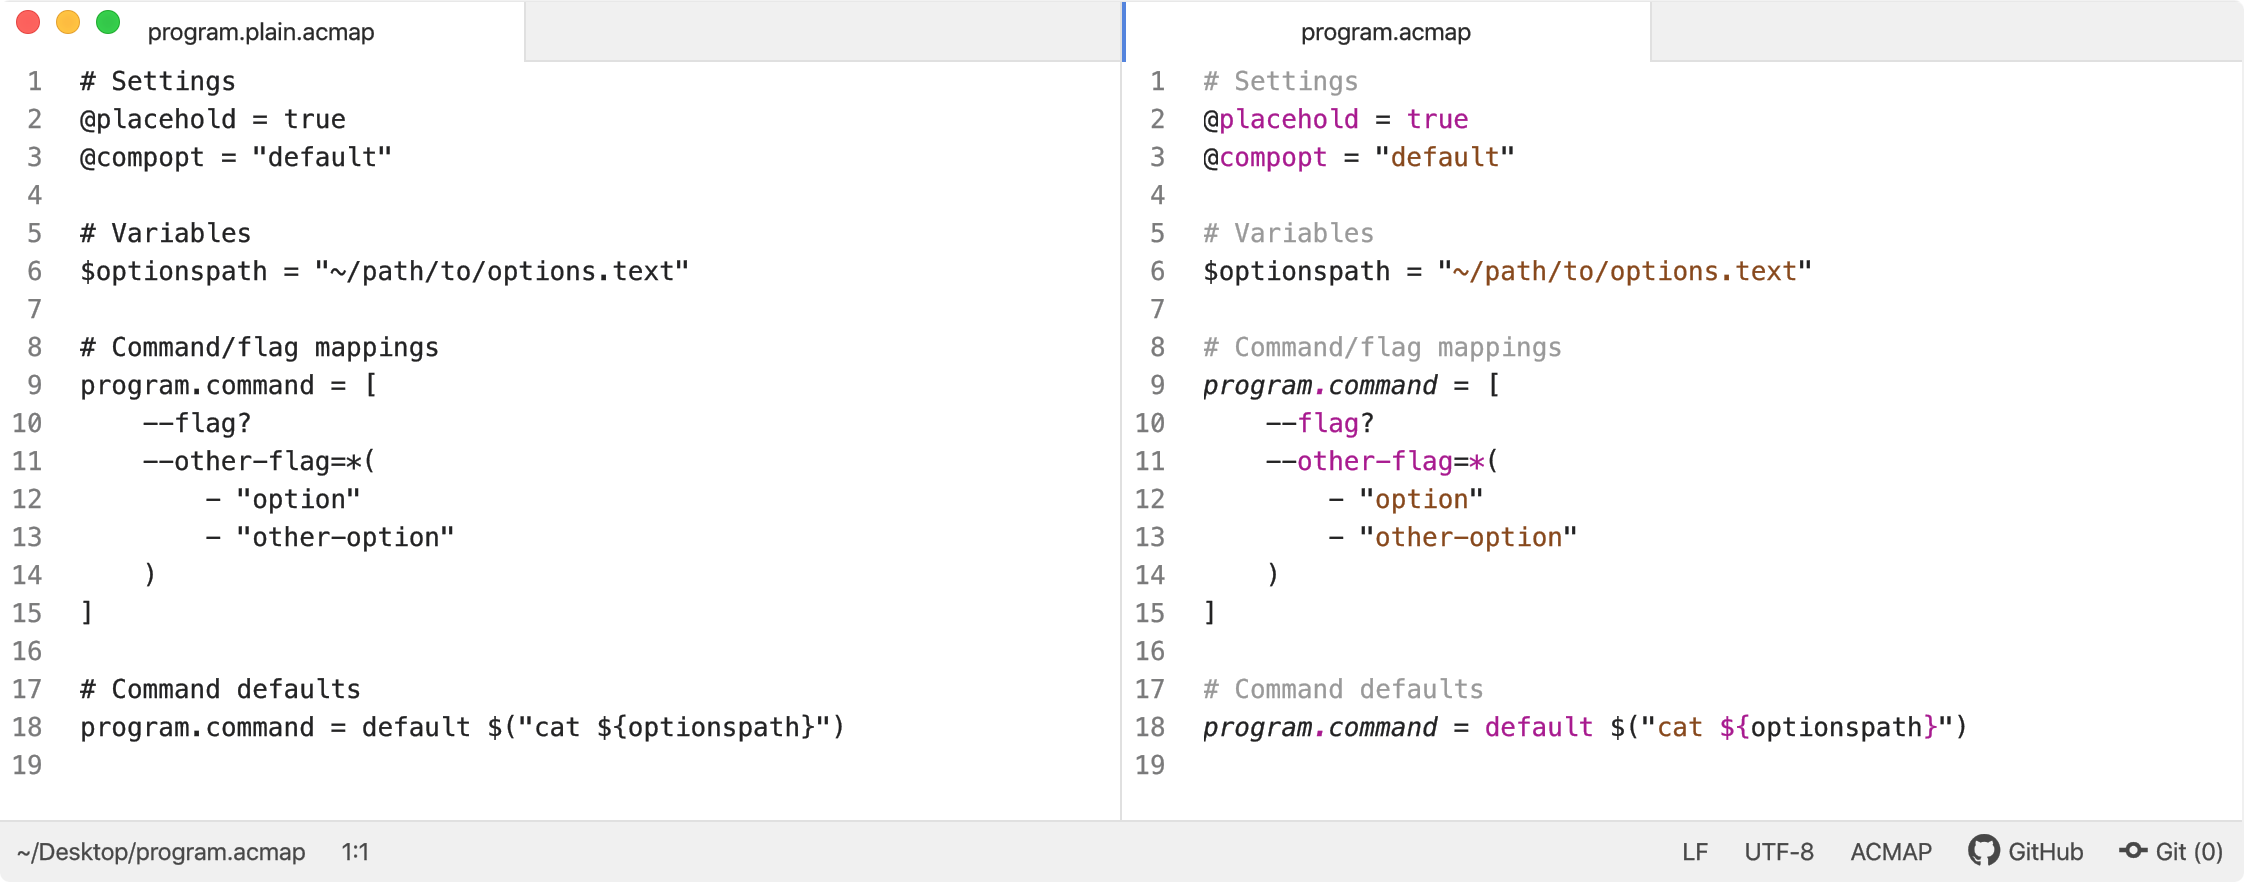 program.plain.acmap
1 # Settings
2 @placehold = true
3 @compopt = "default"
4
5 # Variables
6 $optionspath = "~/path/to/options.text"
7
8 # Command/flag mappings
9 program.command = [
10     --flag?
11     --other-flag=*(
12         - "option"
13         - "other-option"
14     )
15 ]
16
17 # Command defaults
18 program.command = default $("cat ${optionspath}")
19
program.acmap
1 # Settings
2 @placehold = true
3 @compopt = "default"
4
5 # Variables
6 $optionspath = "~/path/to/options.text"
7
8 # Command/flag mappings
9 program.command = [
10     --flag?
11     --other-flag=*(
12         - "option"
13         - "other-option"
14     )
15 ]
16
17 # Command defaults
18 program.command = default $("cat ${optionspath}")
19
~/Desktop/program.acmap 1:1 LF UTF-8 ACMAP GitHub Git (0)